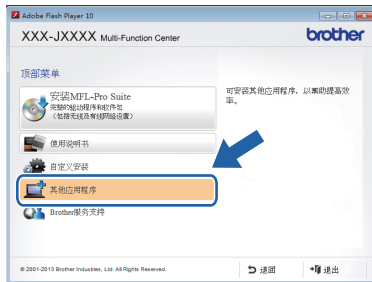 Adobe Flash Player 10
XXX-JXXXX Multi-Function Center
brother
顶部菜单
安装MFL-Pro Suite
完整的驱动程序和软件包
(包括无线及有线网络设置)
可安装其他应用程序，以帮助提高效
率。
使用说明书
自定义安装
其他应用程序
Brother服务支持
© 2001-2013 Brother Industries, Ltd. All Rights Reserved.
退回
退出